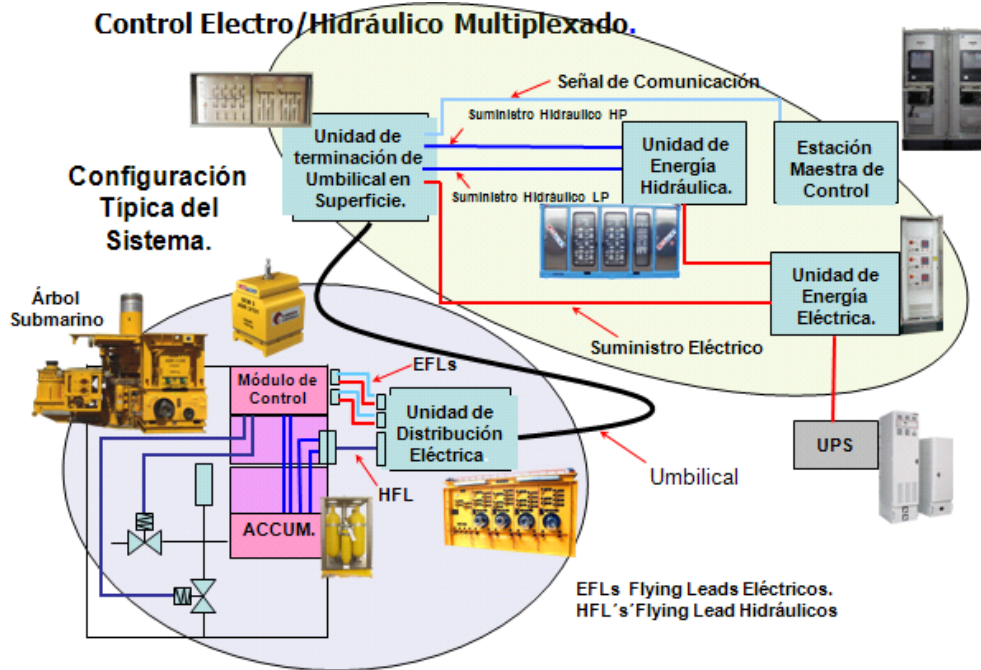 Control Electro/Hidráulico Multiplexado.
Señal de Comunicación
Suministro Hidraulico HP
Unidad de
terminación de
Umbilical en
Superficie.
Unidad de
Energía
Hidráulica.
Estación
Maestra de
Control
Suministro Hidráulico LP
Configuración
Típica del
Sistema.
Unidad de
Energía
Eléctrica.
Árbol
Submarino
Suministro Eléctrico
EFLs
Módulo de
Control
Unidad de
Distribución
Eléctrica
UPS
Umbilical
HFL
ACCUM.
EFLs Flying Leads Eléctricos.
HFL´s´Flying Lead Hidráulicos